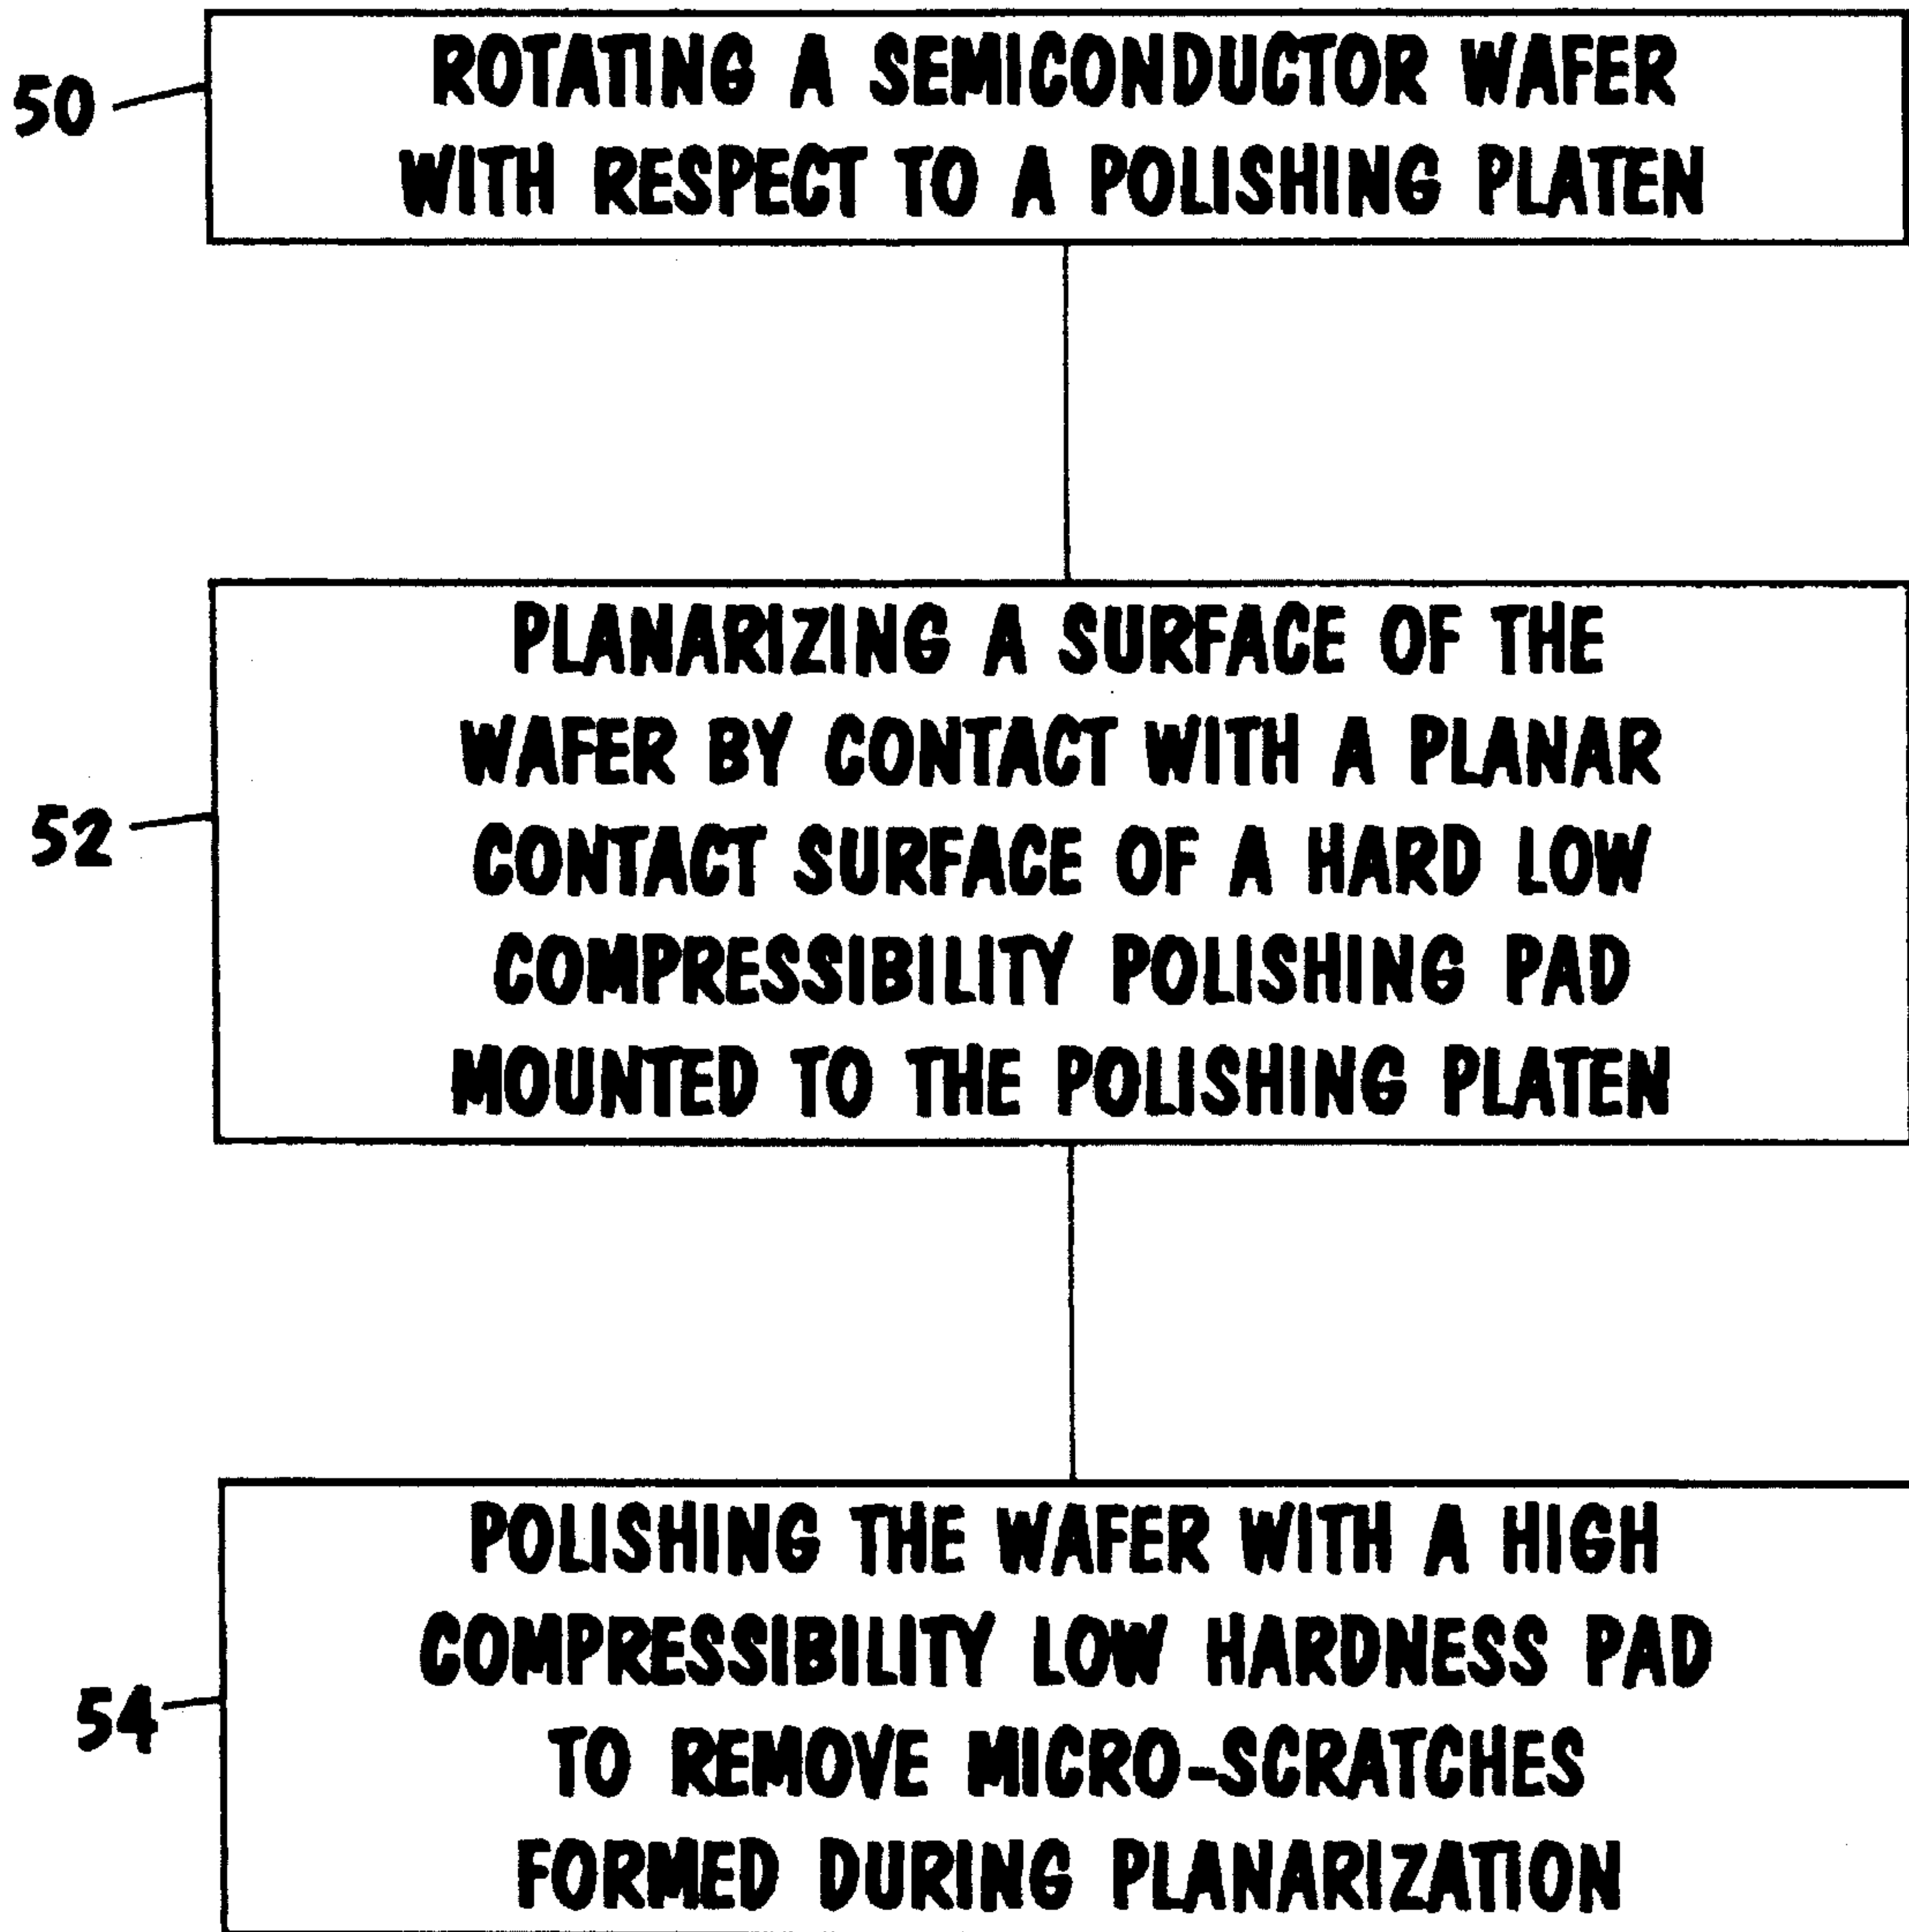 50
ROTATING A SEMICONDUCTOR WAFER
WITH RESPECT TO A POLISHING PLATEN
52
PLANARIZING A SURFACE OF THE
WAFER BY CONTACT WITH A PLANAR
CONTACT SURFACE OF A HARD LOW
COMPRESSIBILITY POLISHING PAD
MOUNTED TO THE POLISHING PLATEN
54
POLISHING THE WAFER WITH A HIGH
COMPRESSIBILITY LOW HARDNESS PAD
TO REMOVE MICRO-SCRATCHES
FORMED DURING PLANARIZATION